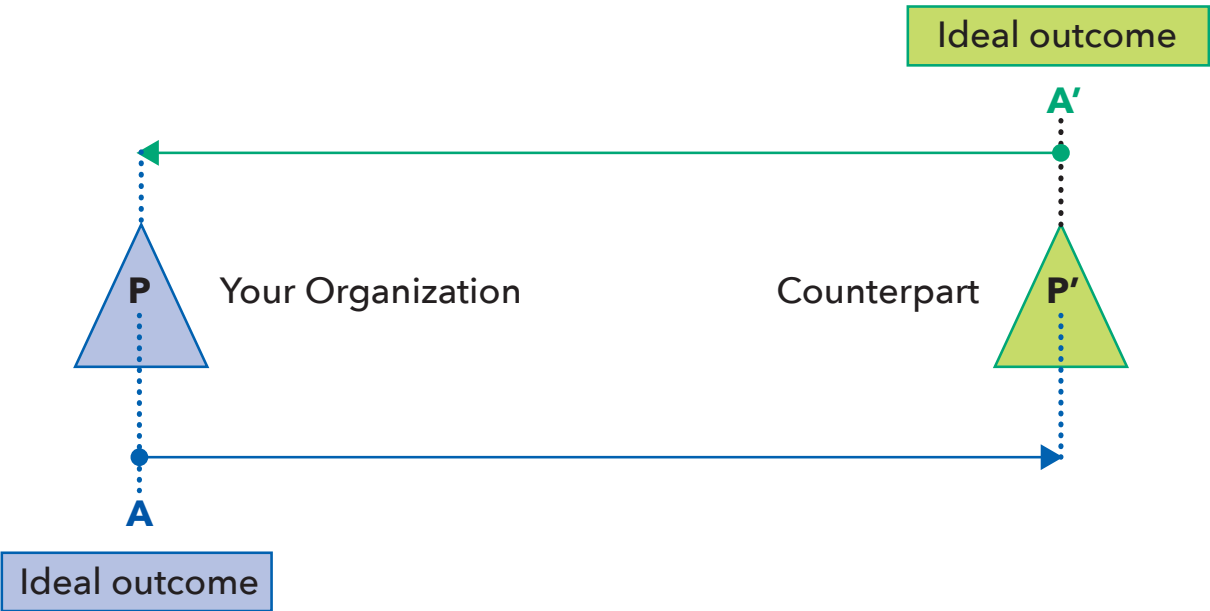 Ideal outcome
A′
P
Your Organization
Counterpart
P′
A
Ideal outcome